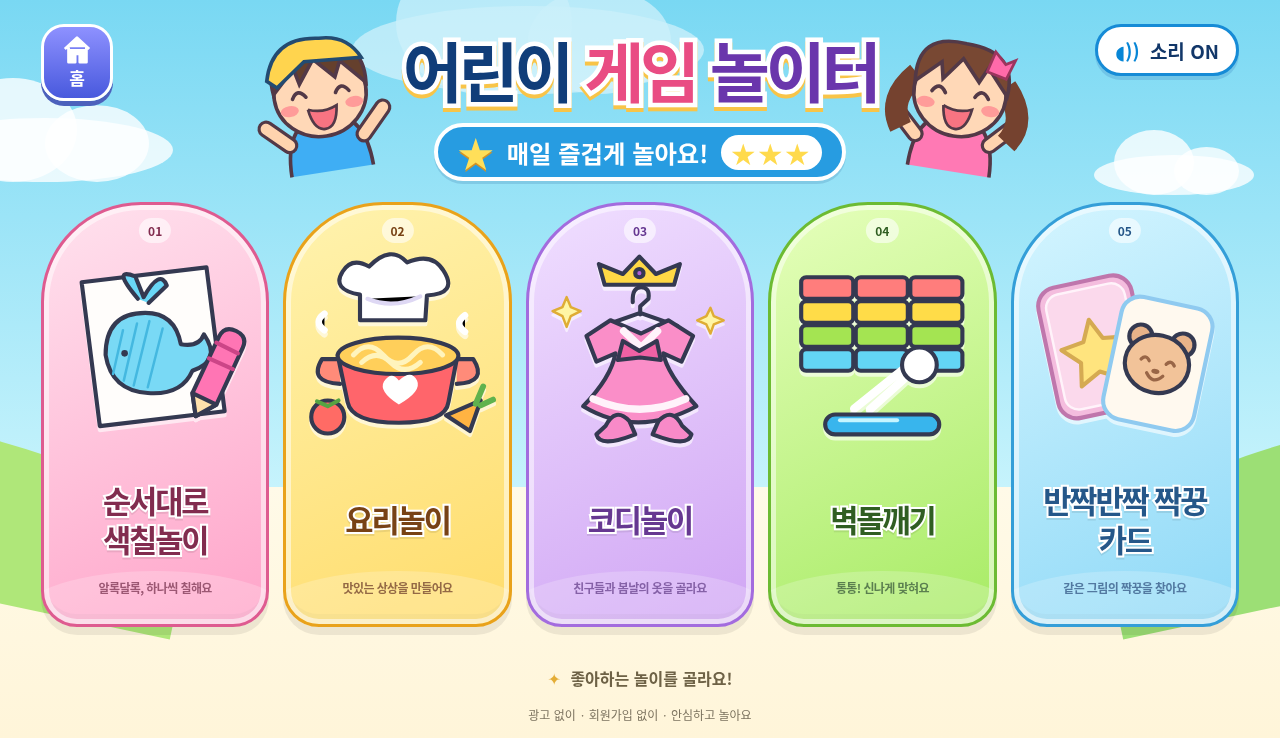 홈
어린이 게임 놀이터
소리 ON
매일 즐겁게 놀아요!
01
순서대로
색칠놀이
알록달록, 하나씩 칠해요
02
요리놀이
맛있는 상상을 만들어요
03
코디놀이
친구들과 봄날의 옷을 골라요
04
벽돌깨기
통통! 신나게 맞혀요
05
반짝반짝 짝꿍
카드
같은 그림의 짝꿍을 찾아요
좋아하는 놀이를 골라요!
광고 없이 · 회원가입 없이 · 안심하고 놀아요